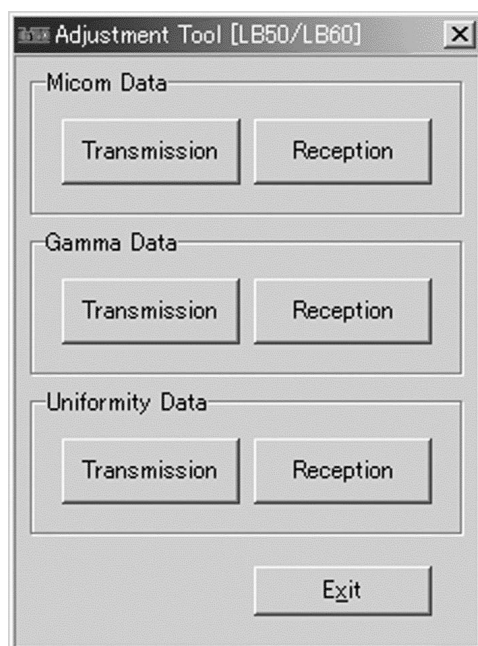 Adjustment Tool [LB50/LB60]
Micom Data
Transmission Reception
Gamma Data
Transmission Reception
Uniformity Data
Transmission Reception
Exit